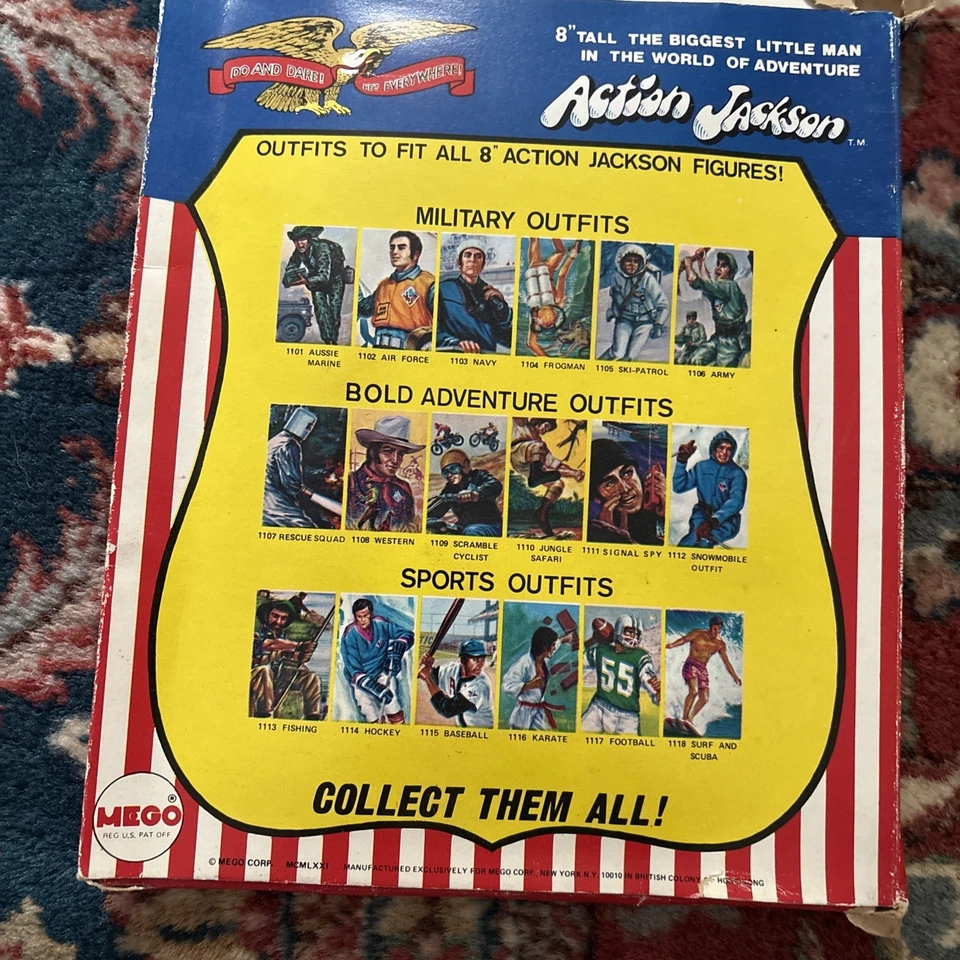 DO AND DARE!
HE'S EVERYWHERE!
8" TALL THE BIGGEST LITTLE MAN
IN THE WORLD OF ADVENTURE
Action Jackson
T.M.
OUTFITS TO FIT ALL 8" ACTION JACKSON FIGURES!
MILITARY OUTFITS
1101 AUSSIE
MARINE
1102 AIR FORCE
1103 NAVY
1104 FROGMAN
1105 SKI-PATROL
1106 ARMY
BOLD ADVENTURE OUTFITS
1107 RESCUE SQUAD
1108 WESTERN
1109 SCRAMBLE
CYCLIST
1110 JUNGLE
SAFARI
1111 SIGNAL SPY
1112 SNOWMOBILE
OUTFIT
SPORTS OUTFITS
55
1113 FISHING
1114 HOCKEY
1115 BASEBALL
1116 KARATE
1117 FOOTBALL
1118 SURF AND
SCUBA
COLLECT THEM ALL!
MEGO ®
REG U.S. PAT OFF
© MEGO CORP. MCMLXXI MANUFACTURED EXCLUSIVELY FOR MEGO CORP., NEW YORK N.Y. 10010 IN BRITISH COLONY HONG KONG